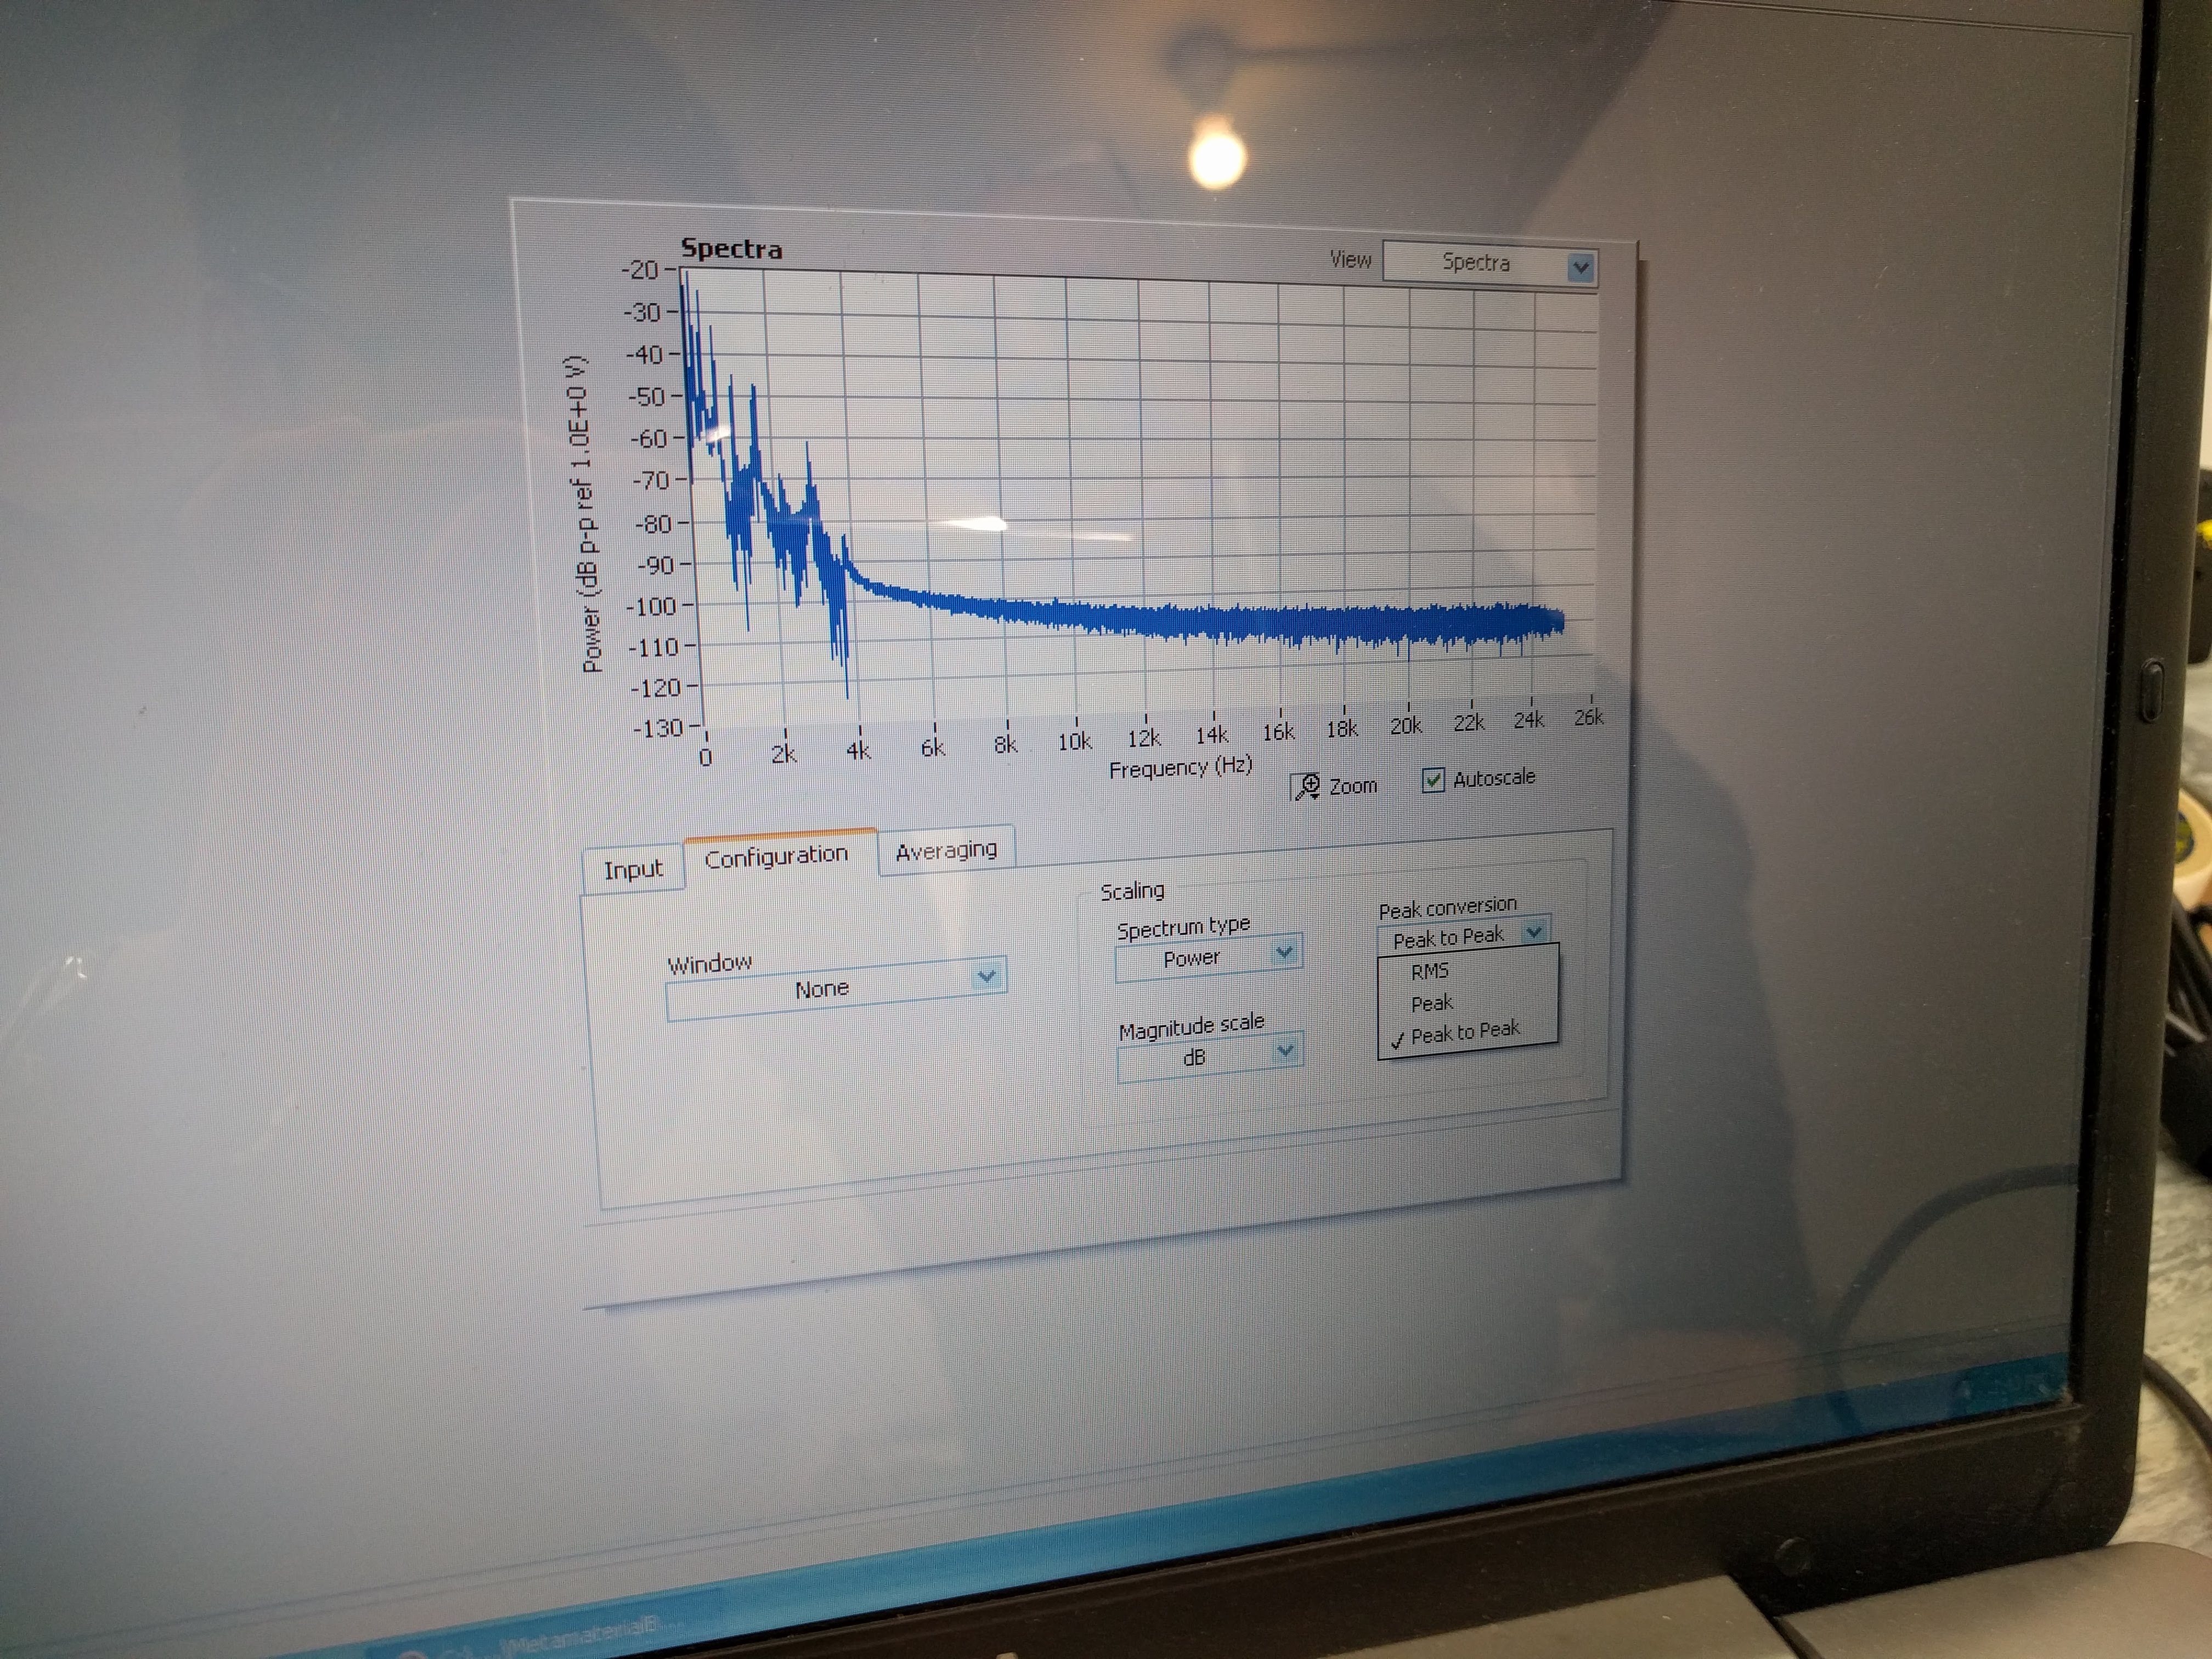 Spectra
View Spectra
-20
-30
-40
-50
-60
-70
-80
-90
-100
-110
-120
-130
Power (dB p-p ref 1.0E+0 V)
0 2k 4k 6k 8k 10k 12k 14k 16k 18k 20k 22k 24k 26k
Frequency (Hz)
Zoom Autoscale
Input Configuration Averaging
Window
None
Scaling
Spectrum type
Power
Magnitude scale
dB
Peak conversion
Peak to Peak
RMS
Peak
✓ Peak to Peak